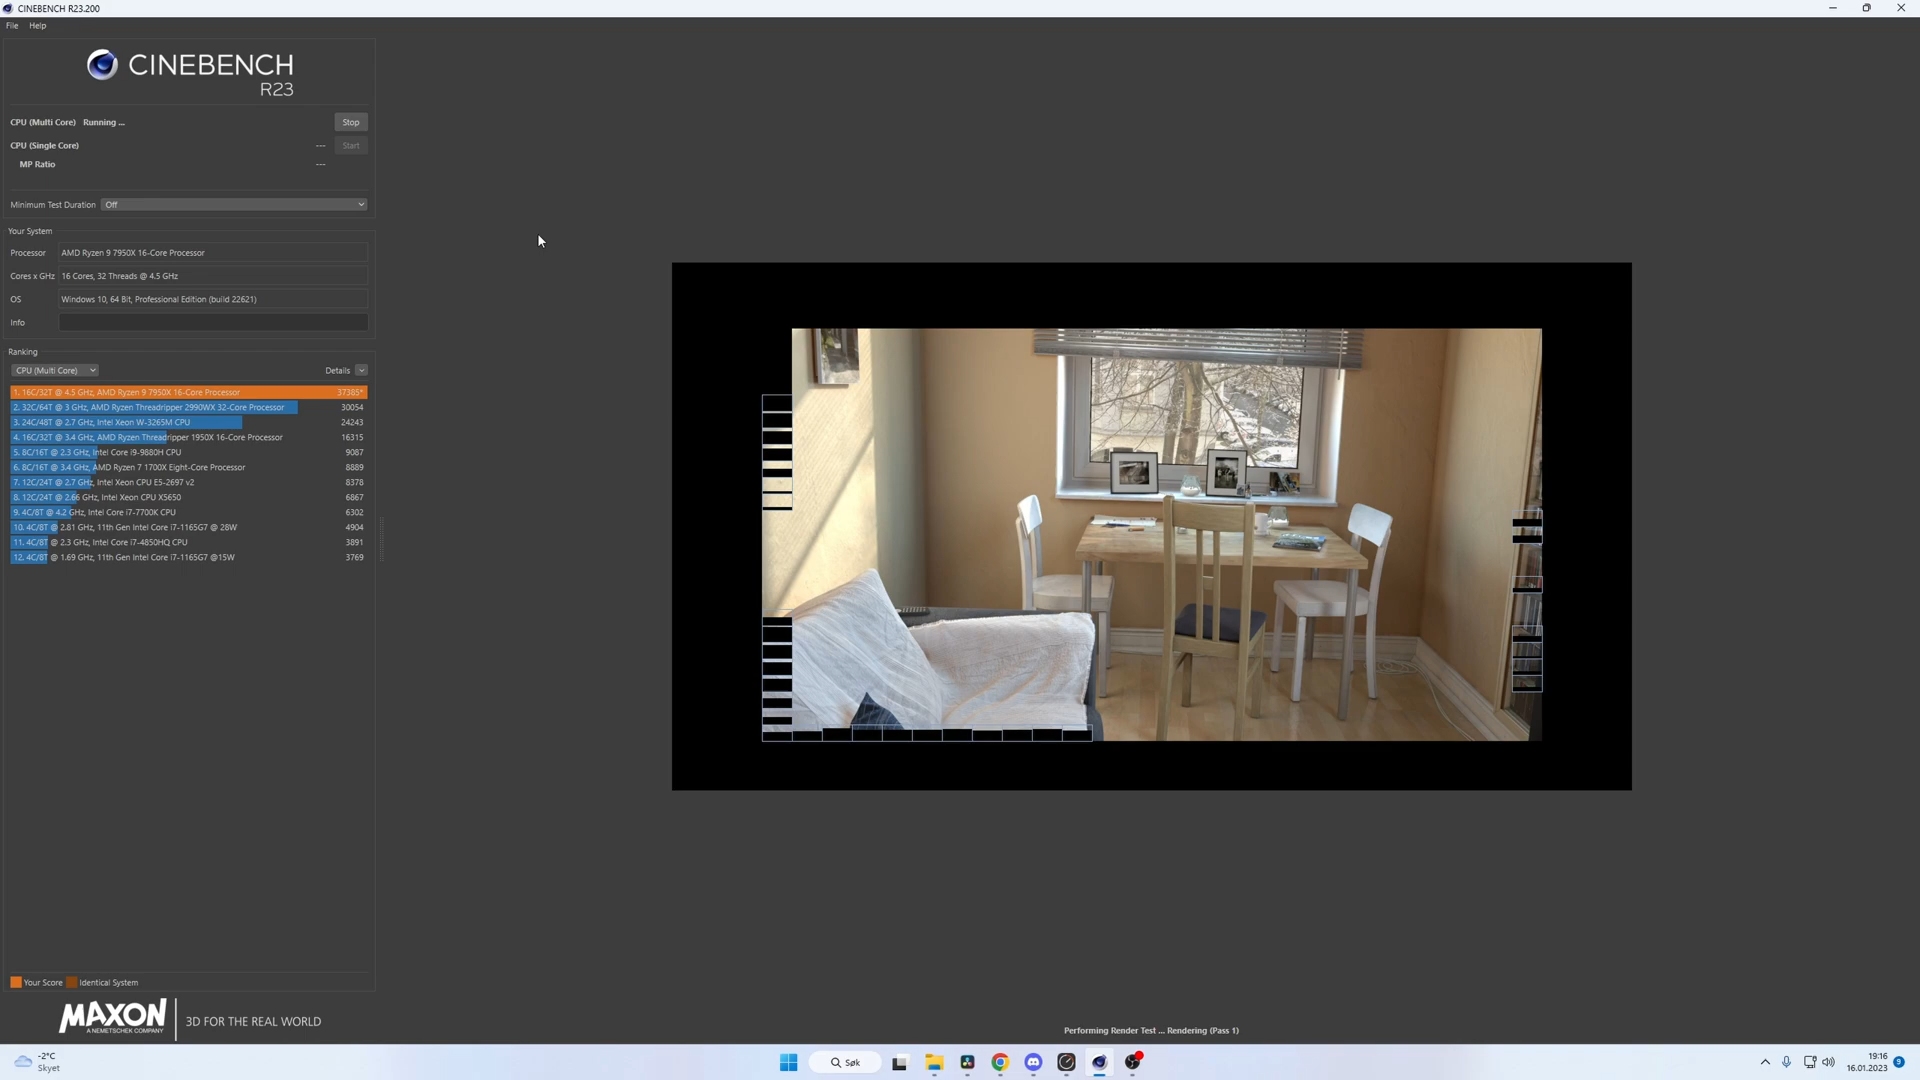 CINEBENCH R23.200
File Help
CINEBENCH
R23
CPU (Multi Core) Running ... Stop
CPU (Single Core) --- Start
MP Ratio ---
Minimum Test Duration Off
Your System
Processor AMD Ryzen 9 7950X 16-Core Processor
Cores x GHz 16 Cores, 32 Threads @ 4.5 GHz
OS Windows 10, 64 Bit, Professional Edition (build 22621)
Info
Ranking
CPU (Multi Core) Details
1. 16C/32T @ 4.5 GHz, AMD Ryzen 9 7950X 16-Core Processor 37385*
2. 32C/64T @ 3 GHz, AMD Ryzen Threadripper 2990WX 32-Core Processor 30054
3. 24C/48T @ 2.7 GHz, Intel Xeon W-3265M CPU 24243
4. 16C/32T @ 3.4 GHz, AMD Ryzen Threadripper 1950X 16-Core Processor 16315
5. 8C/16T @ 2.3 GHz, Intel Core i9-9880H CPU 9087
6. 8C/16T @ 3.4 GHz, AMD Ryzen 7 1700X Eight-Core Processor 8889
7. 12C/24T @ 2.7 GHz, Intel Xeon CPU E5-2697 v2 8378
8. 12C/24T @ 2.66 GHz, Intel Xeon CPU X5650 6867
9. 4C/8T @ 4.2 GHz, Intel Core i7-7700K CPU 6302
10. 4C/8T @ 2.81 GHz, 11th Gen Intel Core i7-1165G7 @ 28W 4904
11. 4C/8T @ 2.3 GHz, Intel Core i7-4850HQ CPU 3891
12. 4C/8T @ 1.69 GHz, 11th Gen Intel Core i7-1165G7 @15W 3769
Your Score Identical System
MAXON
A NEMETSCHEK COMPANY
3D FOR THE REAL WORLD
Performing Render Test ... Rendering (Pass 1)
-2°C
Skyet
Søk
19:16
16.01.2023
9